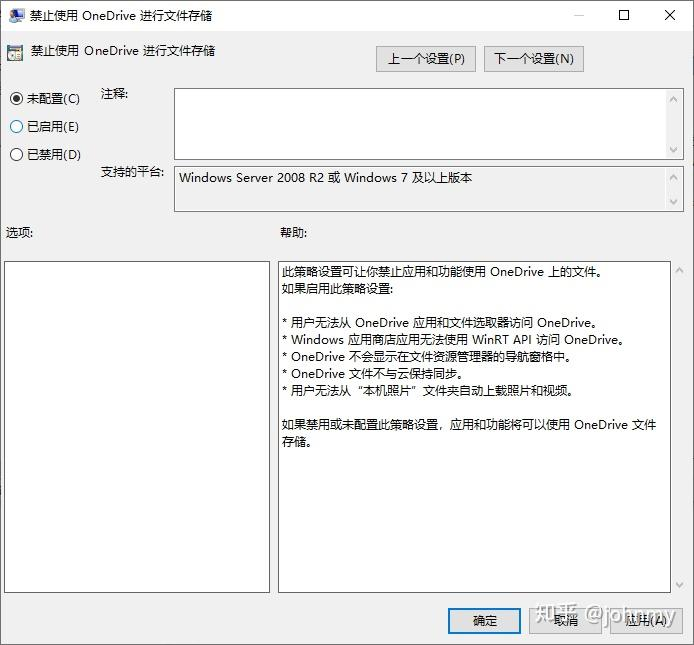 禁止使用 OneDrive 进行文件存储
禁止使用 OneDrive 进行文件存储
上一个设置(P)
下一个设置(N)
未配置(C)
注释:
已启用(E)
已禁用(D)
支持的平台:
Windows Server 2008 R2 或 Windows 7 及以上版本
选项:
帮助:
此策略设置可让你禁止应用和功能使用 OneDrive 上的文件。
如果启用此策略设置:
* 用户无法从 OneDrive 应用和文件选取器访问 OneDrive。
* Windows 应用商店应用无法使用 WinRT API 访问 OneDrive。
* OneDrive 不会显示在文件资源管理器的导航窗格中。
* OneDrive 文件不与云保持同步。
* 用户无法从“本机照片”文件夹自动上载照片和视频。
如果禁用或未配置此策略设置，应用和功能将可以使用 OneDrive 文件
存储。
确定
取消
应用(A)
知乎 @johnmy